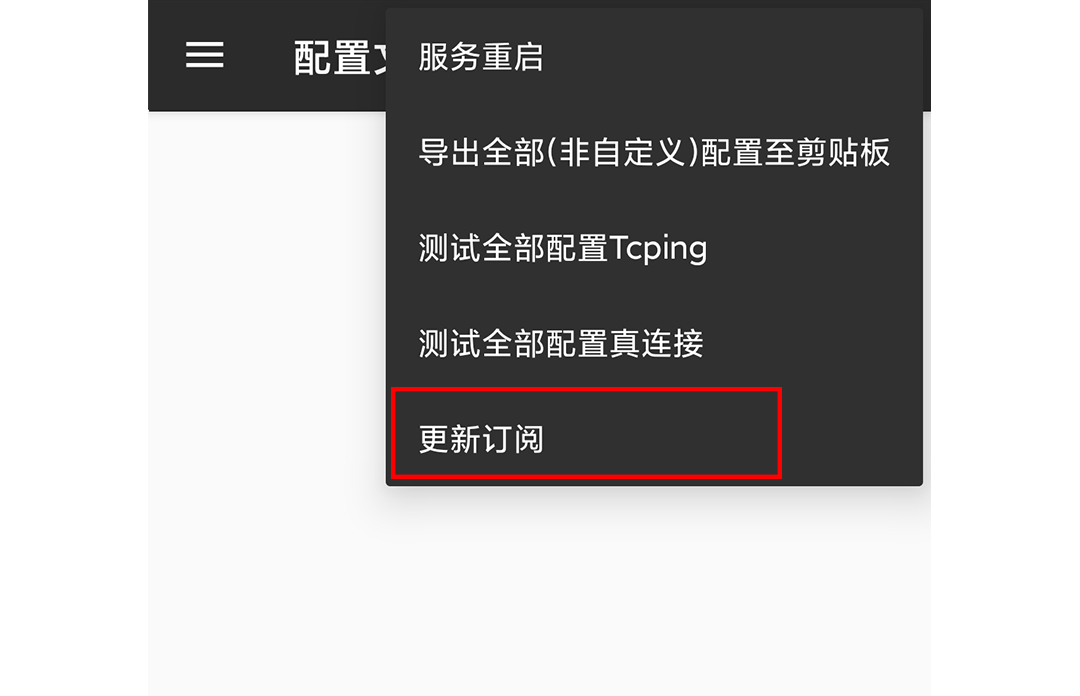 配置
服务重启
导出全部(非自定义)配置至剪贴板
测试全部配置Tcping
测试全部配置真连接
更新订阅